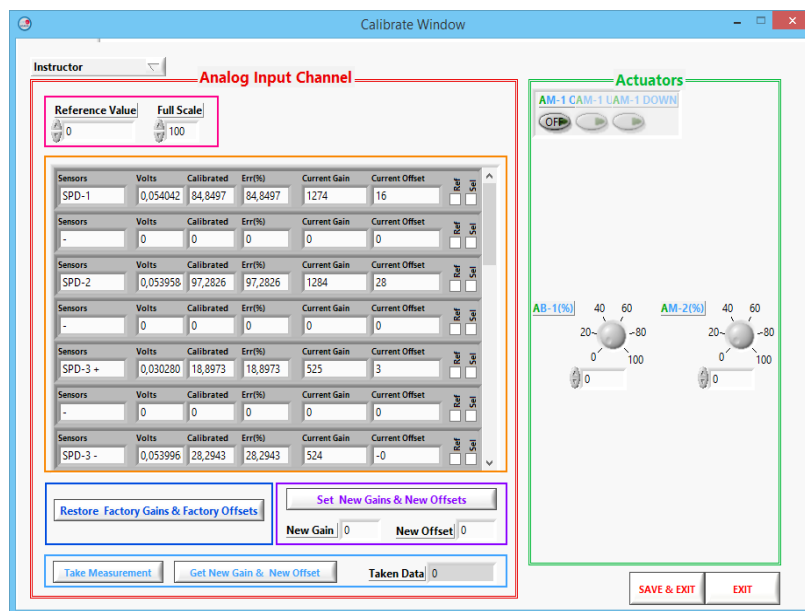 Calibrate Window
Instructor
Analog Input Channel
Reference Value Full Scale
0 100
Sensors Volts Calibrated Err(%) Current Gain Current Offset Ref Sel
SPD-1 0,054042 84,8497 84,8497 1274 16
Sensors Volts Calibrated Err(%) Current Gain Current Offset Ref Sel
- 0 0 0 0 0
Sensors Volts Calibrated Err(%) Current Gain Current Offset Ref Sel
SPD-2 0,053958 97,2826 97,2826 1284 28
Sensors Volts Calibrated Err(%) Current Gain Current Offset Ref Sel
- 0 0 0 0 0
Sensors Volts Calibrated Err(%) Current Gain Current Offset Ref Sel
SPD-3 + 0,030280 18,8973 18,8973 525 3
Sensors Volts Calibrated Err(%) Current Gain Current Offset Ref Sel
- 0 0 0 0 0
Sensors Volts Calibrated Err(%) Current Gain Current Offset Ref Sel
SPD-3 - 0,053996 28,2943 28,2943 524 -0
Restore Factory Gains & Factory Offsets
Set New Gains & New Offsets
New Gain 0 New Offset 0
Take Measurement Get New Gain & New Offset Taken Data 0
Actuators
AM-1 CAM-1 UAM-1 DOWN
OFF
AB-1(%) 40 60 AM-2(%) 40 60
20 80 20 80
0 100 0 100
0 0
SAVE & EXIT EXIT